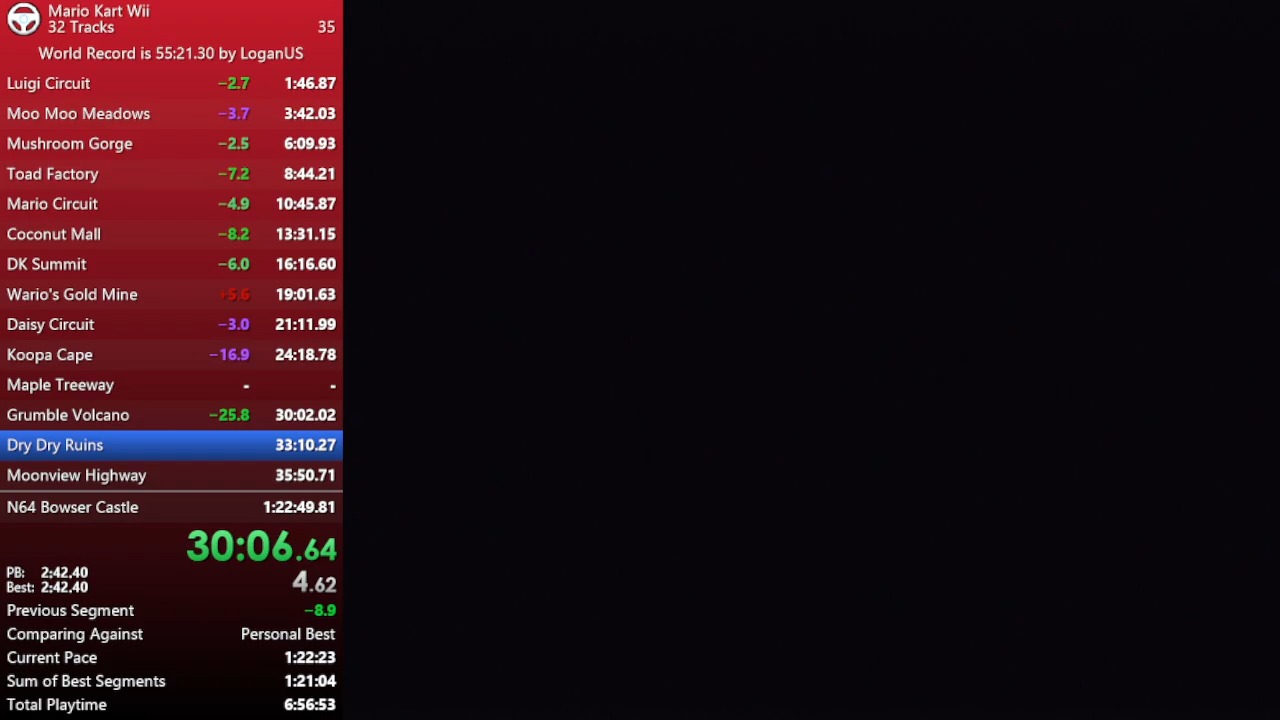 Mario Kart Wii
32 Tracks 35
World Record is 55:21.30 by LoganUS
Luigi Circuit −2.7 1:46.87
Moo Moo Meadows −3.7 3:42.03
Mushroom Gorge −2.5 6:09.93
Toad Factory −7.2 8:44.21
Mario Circuit −4.9 10:45.87
Coconut Mall −8.2 13:31.15
DK Summit −6.0 16:16.60
Wario's Gold Mine +5.6 19:01.63
Daisy Circuit −3.0 21:11.99
Koopa Cape −16.9 24:18.78
Maple Treeway - -
Grumble Volcano −25.8 30:02.02
Dry Dry Ruins 33:10.27
Moonview Highway 35:50.71
N64 Bowser Castle 1:22:49.81
30:06.64
PB: 2:42.40
Best: 2:42.40
4.62
Previous Segment −8.9
Comparing Against Personal Best
Current Pace 1:22:23
Sum of Best Segments 1:21:04
Total Playtime 6:56:53